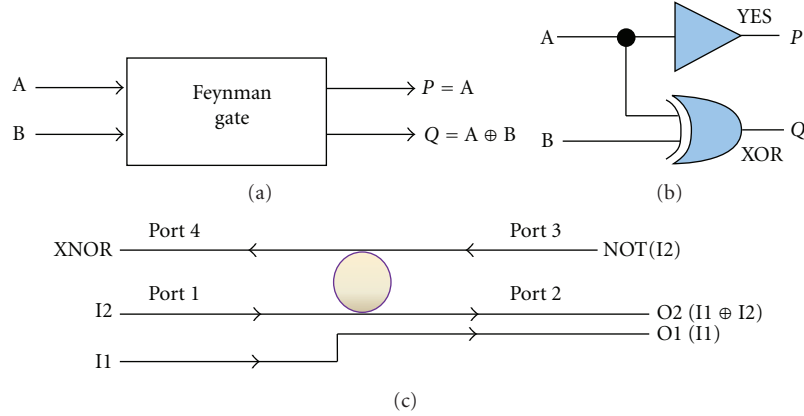 A
B
Feynman
gate
P = A
Q = A ⊕ B
(a)
A
B
YES
P
Q
XOR
(b)
Port 4
Port 3
XNOR
NOT(I2)
Port 1
Port 2
I2
O2 (I1 ⊕ I2)
O1 (I1)
I1
(c)